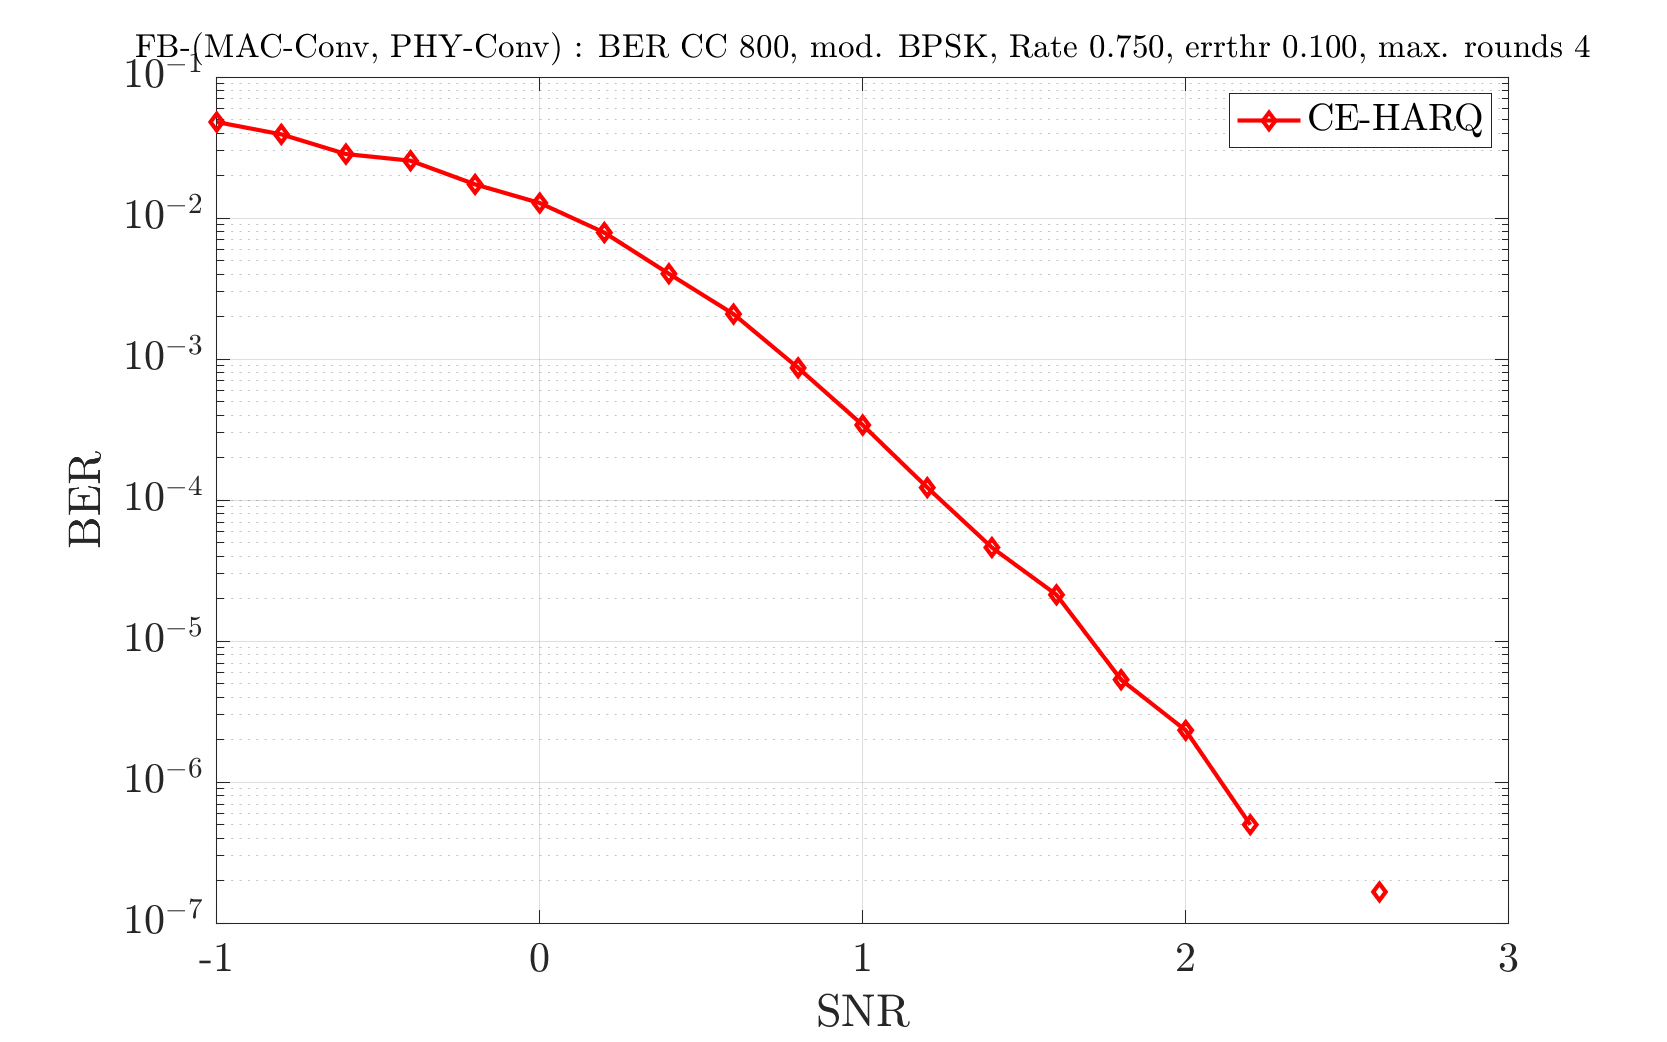 FB-(MAC-Conv, PHY-Conv) : BER CC 800, mod. BPSK, Rate 0.750, errthr 0.100, max. rounds 4
10^{-1}
CE-HARQ
10^{-2}
10^{-3}
10^{-4}
10^{-5}
10^{-6}
10^{-7}
BER
-1 0 1 2 3
SNR